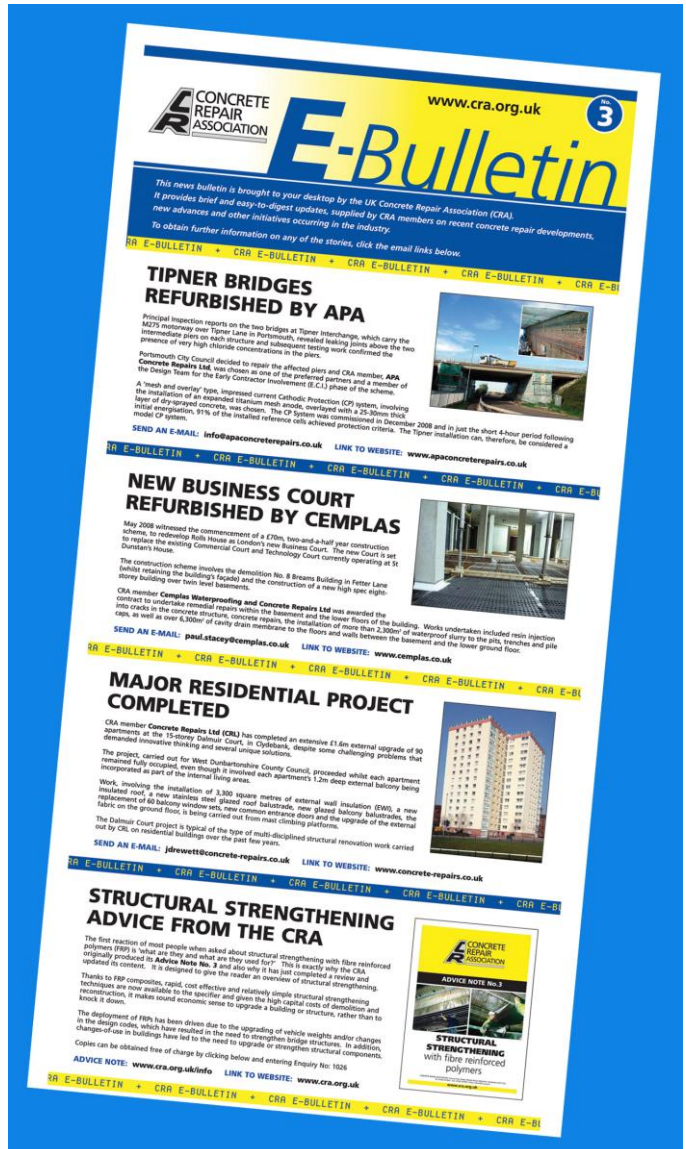 CONCRETE
REPAIR
ASSOCIATION
www.cra.org.uk
No.
3
E-Bulletin
This news bulletin is brought to your desktop by the UK Concrete Repair Association (CRA).
It provides brief and easy-to-digest updates, supplied by CRA members on recent concrete repair developments,
new advances and other initiatives occurring in the industry.
To obtain further information on any of the stories, click the email links below.
RA E-BULLETIN + CRA E-BULLETIN + CRA E-BULLETIN + CRA E-BULLETIN + CRA E-BU
TIPNER BRIDGES
REFURBISHED BY APA
Principal Inspection reports on the two bridges at Tipner Interchange, which carry the
M275 motorway over Tipner Lane in Portsmouth, revealed leaking joints above the two
intermediate piers on each structure and subsequent testing work confirmed the
presence of very high chloride concentrations in the piers.
Portsmouth City Council decided to repair the affected piers and CRA member, APA
Concrete Repairs Ltd, was chosen as one of the preferred partners and a member of
the Design Team for the Early Contractor Involvement (E.C.I.) phase of the scheme.
A 'mesh and overlay' type, impressed current Cathodic Protection (CP) system, involving
the installation of an expanded titanium mesh anode, overlayed with a 25-30mm thick
layer of dry-sprayed concrete, was chosen. The CP System was commissioned in December 2008 and in just the short 4-hour period following
initial energisation, 91% of the installed reference cells achieved protection criteria. The Tipner installation can, therefore, be considered a
model CP system.
SEND AN E-MAIL: info@apaconcreterepairs.co.uk LINK TO WEBSITE: www.apaconcreterepairs.co.uk
RA E-BULLETIN + CRA E-BULLETIN + CRA E-BULLETIN + CRA E-BULLETIN + CRA E-BU
NEW BUSINESS COURT
REFURBISHED BY CEMPLAS
May 2008 witnessed the commencement of a £70m, two-and-a-half year construction
scheme, to redevelop Rolls House as London's new Business Court. The new Court is set
to replace the existing Commercial Court and Technology Court currently operating at St
Dunstan's House.
The construction scheme involves the demolition No. 8 Breams Building in Fetter Lane
(whilst retaining the building's façade) and the construction of a new high spec eight-
storey building over twin level basements.
CRA member Cemplas Waterproofing and Concrete Repairs Ltd was awarded the
contract to undertake remedial repairs within the basement and the lower floors of the building. Works undertaken included resin injection
into cracks in the concrete structure, concrete repairs, the installation of more than 2,300m² of waterproof slurry to the pits, trenches and pile
caps, as well as over 6,300m² of cavity drain membrane to the floors and walls between the basement and the lower ground floor.
SEND AN E-MAIL: paul.stacey@cemplas.co.uk LINK TO WEBSITE: www.cemplas.co.uk
RA E-BULLETIN + CRA E-BULLETIN + CRA E-BULLETIN + CRA E-BULLETIN + CRA E-BU
MAJOR RESIDENTIAL PROJECT
COMPLETED
CRA member Concrete Repairs Ltd (CRL) has completed an extensive £1.6m external upgrade of 90
apartments at the 15-storey Dalmuir Court, in Clydebank, despite some challenging problems that
demanded innovative thinking and several unique solutions.
The project, carried out for West Dunbartonshire County Council, proceeded whilst each apartment
remained fully occupied, even though it involved each apartment's 1.2m deep external balcony being
incorporated as part of the internal living areas.
Work, involving the installation of 3,300 square metres of external wall insulation (EWI), a new
insulated roof, a new stainless steel glazed roof balustrade, new glazed balcony balustrades, the
replacement of 60 balcony window sets, new common entrance doors and the upgrade of the external
fabric on the ground floor, is being carried out from mast climbing platforms.
The Dalmuir Court project is typical of the type of multi-disciplined structural renovation work carried
out by CRL on residential buildings over the past few years.
SEND AN E-MAIL: jdrewett@concrete-repairs.co.uk LINK TO WEBSITE: www.concrete-repairs.co.uk
RA E-BULLETIN + CRA E-BULLETIN + CRA E-BULLETIN + CRA E-BULLETIN + CRA E-BU
STRUCTURAL STRENGTHENING
ADVICE FROM THE CRA
The first reaction of most people when asked about structural strengthening with fibre reinforced
polymers (FRP) is 'what are they and what are they used for?' This is exactly why the CRA
originally produced its Advice Note No. 3 and also why it has just completed a review and
updated its content. It is designed to give the reader an overview of structural strengthening.
Thanks to FRP composites, rapid, cost effective and relatively simple structural strengthening
techniques are now available to the specifier and given the high capital costs of demolition and
reconstruction, it makes sound economic sense to upgrade a building or structure, rather than to
knock it down.
The deployment of FRPs has been driven due to the upgrading of vehicle weights and/or changes
in the design codes, which have resulted in the need to strengthen bridge structures. In addition,
changes-of-use in buildings have led to the need to upgrade or strengthen structural components.
Copies can be obtained free of charge by clicking below and entering Enquiry No: 1026
ADVICE NOTE: www.cra.org.uk/info LINK TO WEBSITE: www.cra.org.uk
CONCRETE
REPAIR
ASSOCIATION
ADVICE NOTE No.3
STRUCTURAL
STRENGTHENING
with fibre reinforced
polymers
www.cra.org.uk
RA E-BULLETIN + CRA E-BULLETIN + CRA E-BULLETIN + CRA E-BULLETIN + CRA E-BU